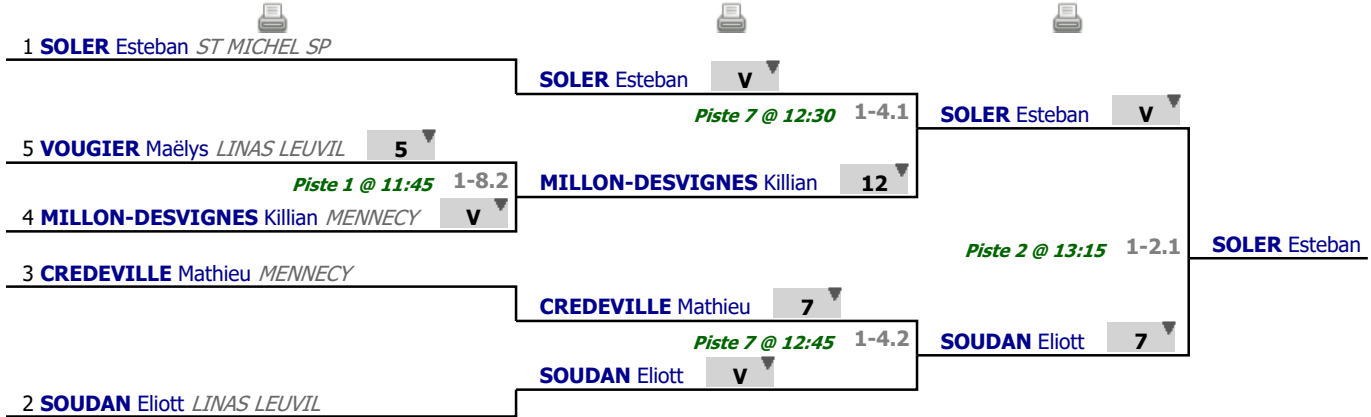 1 SOLER Esteban ST MICHEL SP
SOLER Esteban V
Piste 7 @ 12:30 1-4.1
SOLER Esteban V
5 VOUGIER Maëlys LINAS LEUVIL 5
Piste 1 @ 11:45 1-8.2
MILLON-DESVIGNES Killian 12
4 MILLON-DESVIGNES Killian MENNECY V
Piste 2 @ 13:15 1-2.1
SOLER Esteban
3 CREDEVILLE Mathieu MENNECY
CREDEVILLE Mathieu 7
Piste 7 @ 12:45 1-4.2
SOUDAN Eliott 7
SOUDAN Eliott V
2 SOUDAN Eliott LINAS LEUVIL